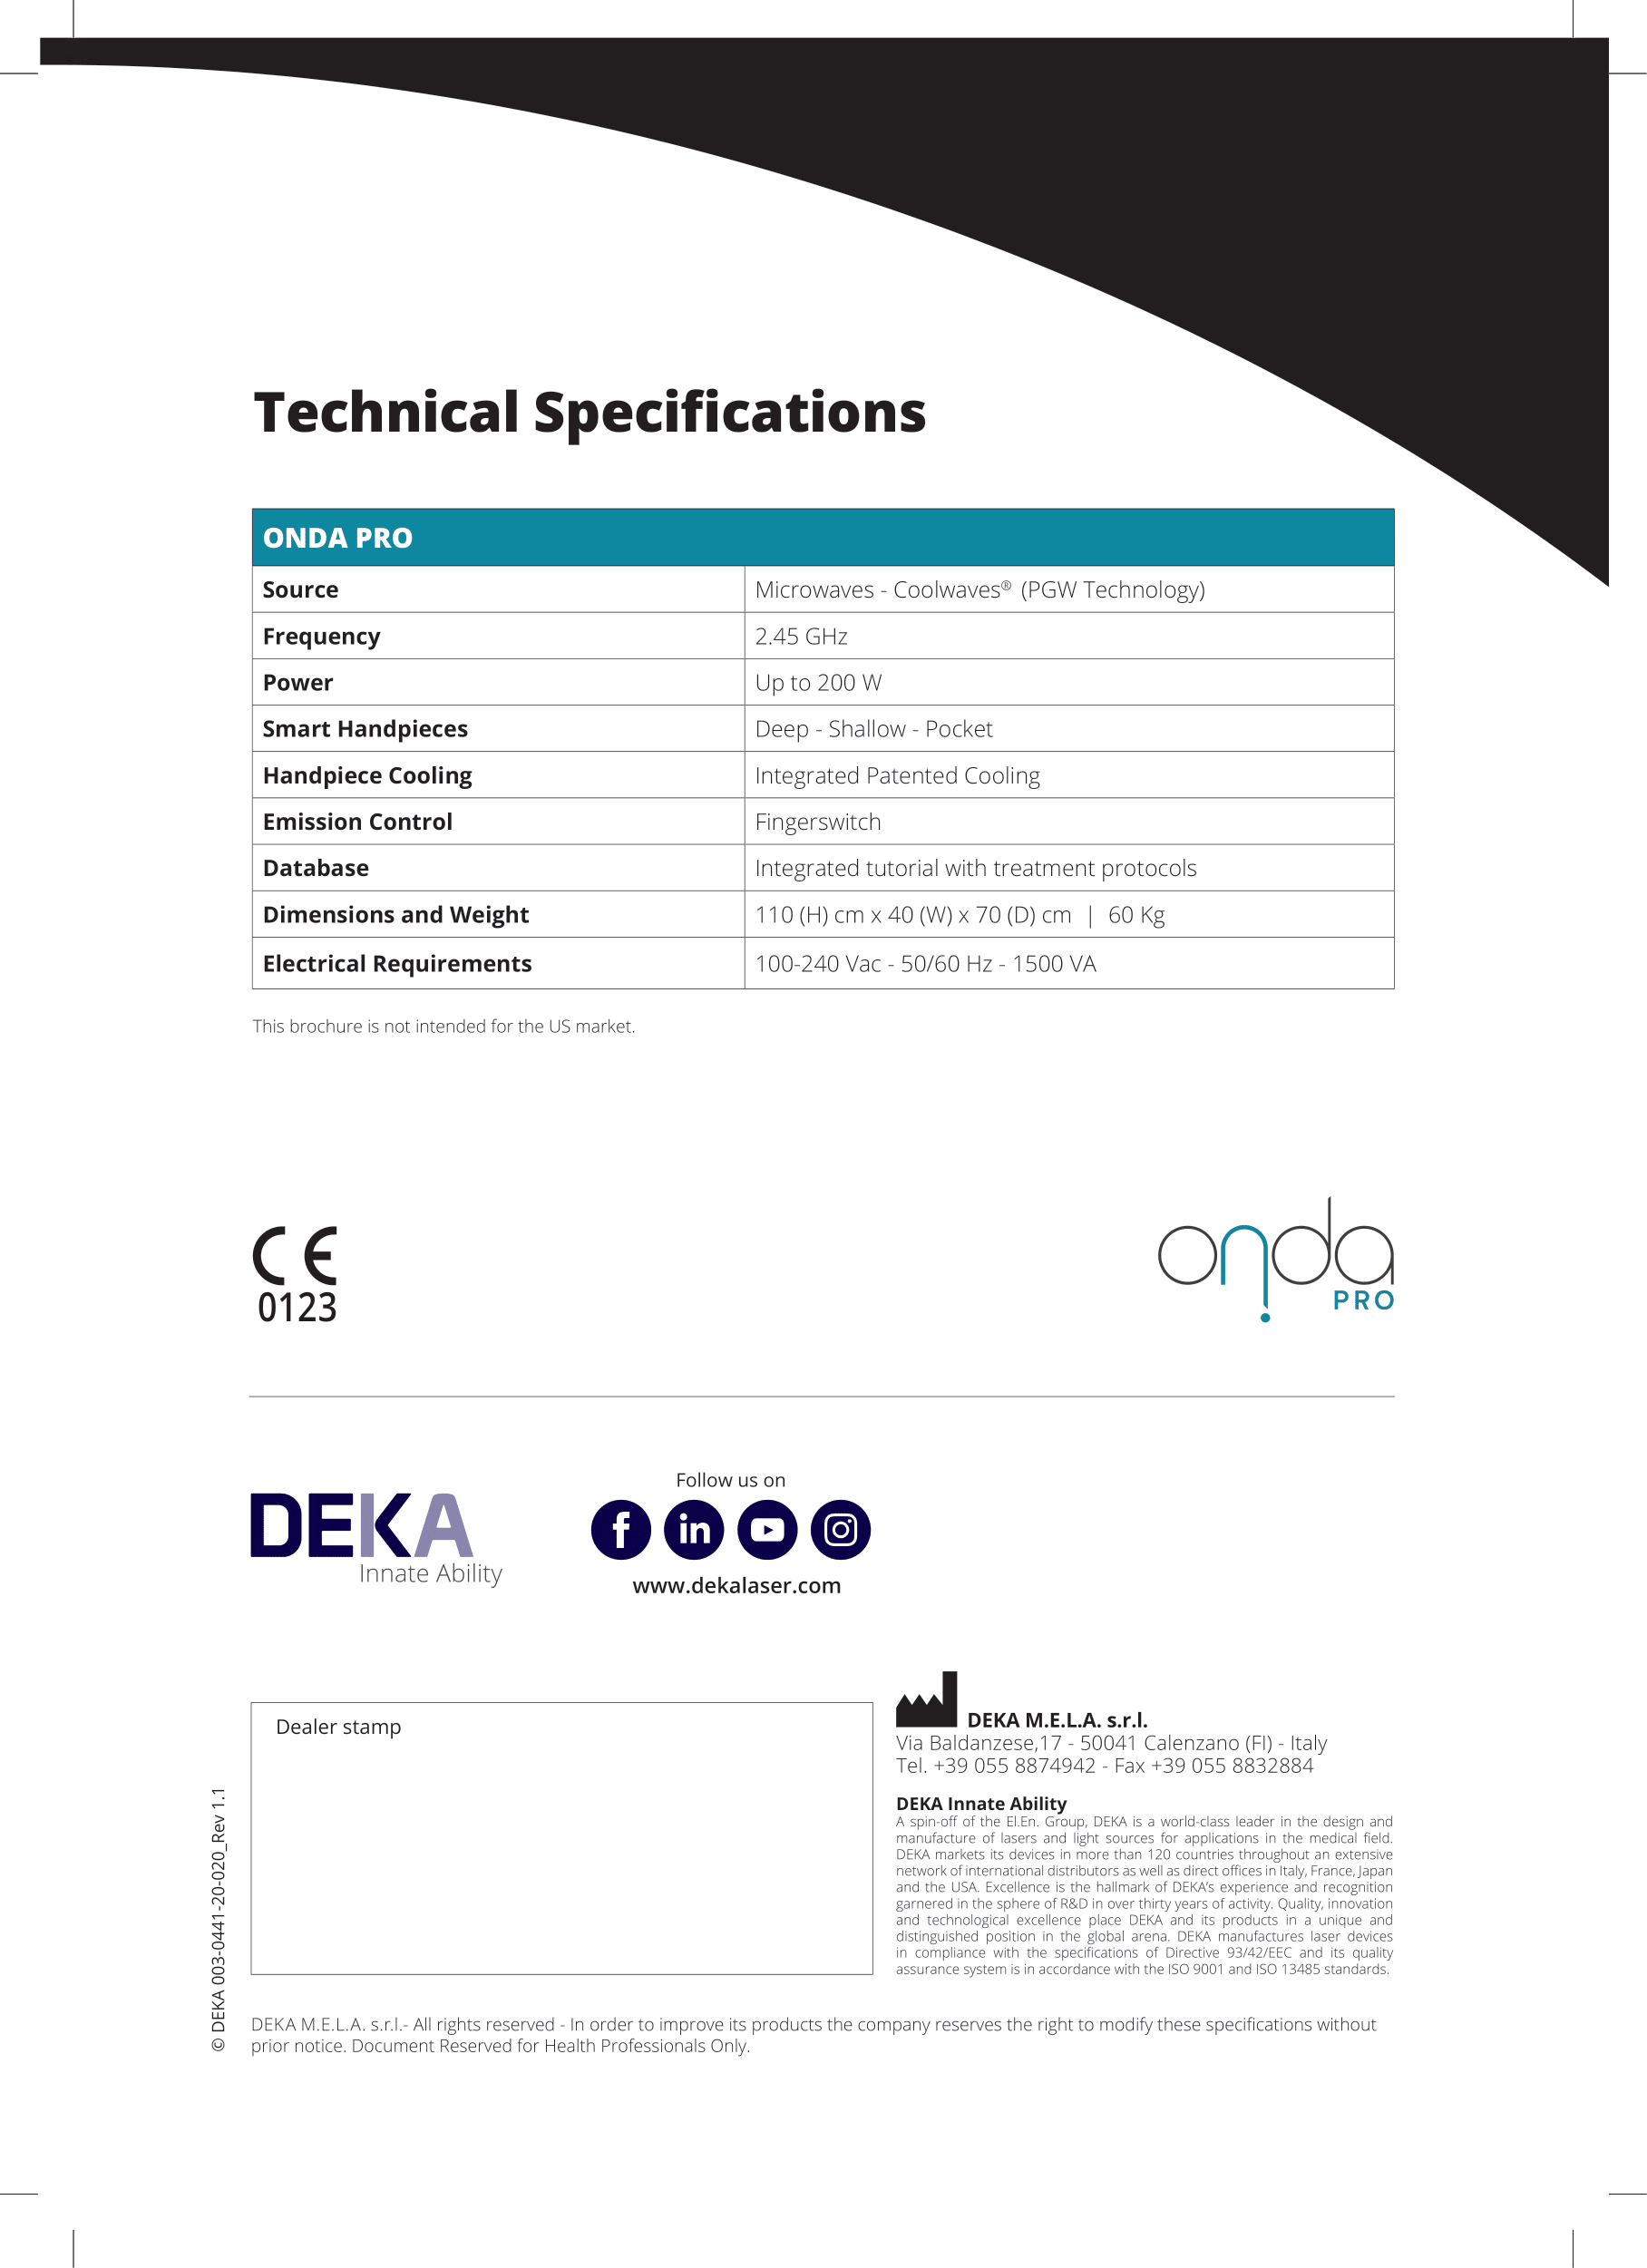 Technical Specifications
ONDA PRO
Source Microwaves - Coolwaves® (PGW Technology)
Frequency 2.45 GHz
Power Up to 200 W
Smart Handpieces Deep - Shallow - Pocket
Handpiece Cooling Integrated Patented Cooling
Emission Control Fingerswitch
Database Integrated tutorial with treatment protocols
Dimensions and Weight 110 (H) cm x 40 (W) x 70 (D) cm | 60 Kg
Electrical Requirements 100-240 Vac - 50/60 Hz - 1500 VA
This brochure is not intended for the US market.
CE
0123
onda
PRO
DEKA
Innate Ability
Follow us on
www.dekalaser.com
Dealer stamp
DEKA M.E.L.A. s.r.l.
Via Baldanzese,17 - 50041 Calenzano (FI) - Italy
Tel. +39 055 8874942 - Fax +39 055 8832884
DEKA Innate Ability
A spin-off of the El.En. Group, DEKA is a world-class leader in the design and
manufacture of lasers and light sources for applications in the medical field.
DEKA markets its devices in more than 120 countries throughout an extensive
network of international distributors as well as direct offices in Italy, France, Japan
and the USA. Excellence is the hallmark of DEKA's experience and recognition
garnered in the sphere of R&D in over thirty years of activity. Quality, innovation
and technological excellence place DEKA and its products in a unique and
distinguished position in the global arena. DEKA manufactures laser devices
in compliance with the specifications of Directive 93/42/EEC and its quality
assurance system is in accordance with the ISO 9001 and ISO 13485 standards.
© DEKA 003-0441-20-020_Rev 1.1
DEKA M.E.L.A. s.r.l.- All rights reserved - In order to improve its products the company reserves the right to modify these specifications without
prior notice. Document Reserved for Health Professionals Only.